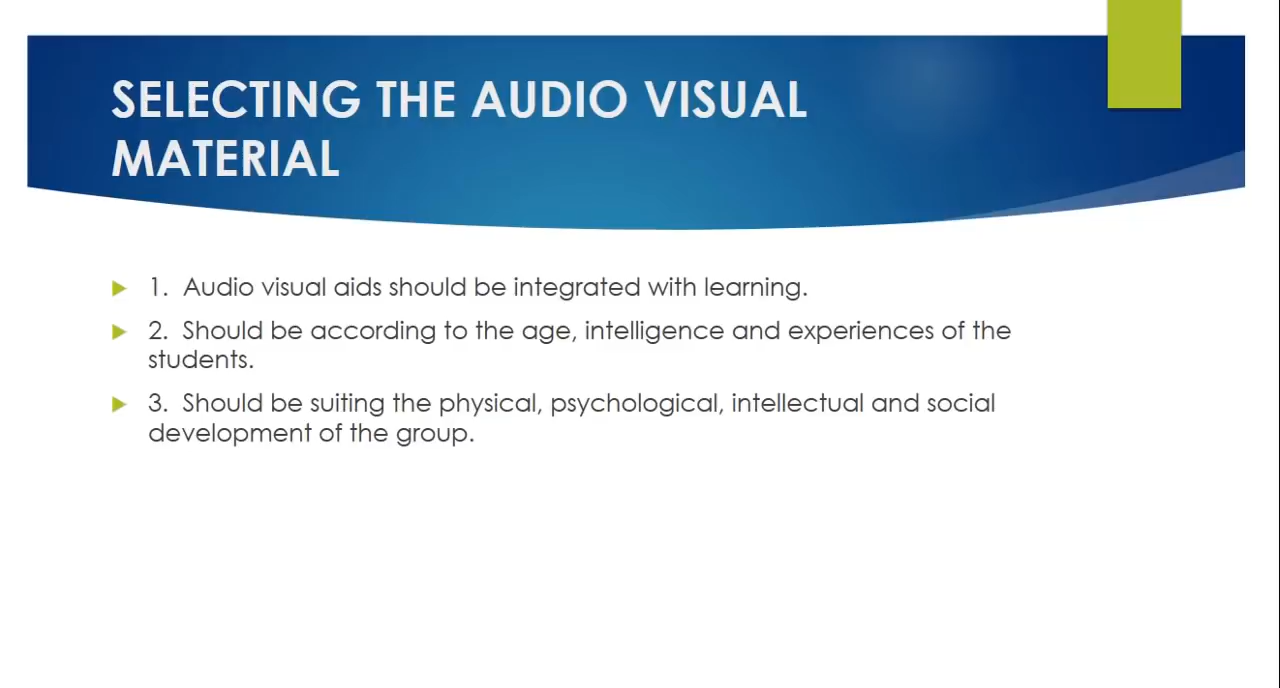 SELECTING THE AUDIO VISUAL
MATERIAL
1. Audio visual aids should be integrated with learning.
2. Should be according to the age, intelligence and experiences of the
students.
3. Should be suiting the physical, psychological, intellectual and social
development of the group.